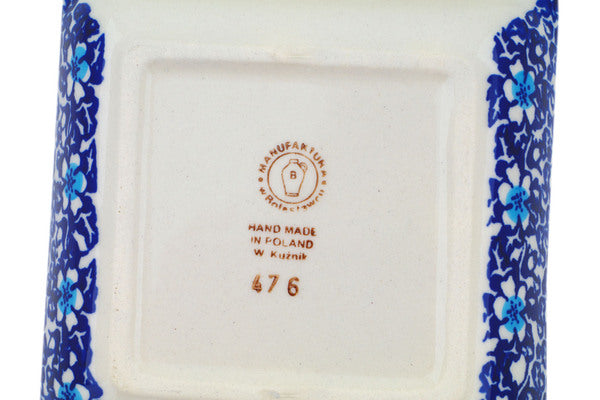 MANUFAKTURA
w Bolesławcu
B
HAND MADE
IN POLAND
W Kuźnik
476